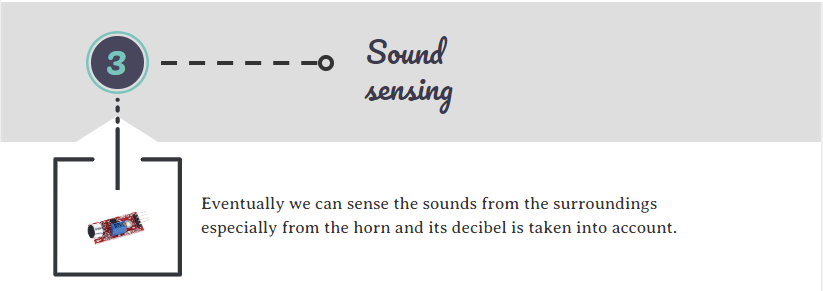 3
Sound
sensing
Eventually we can sense the sounds from the surroundings
especially from the horn and its decibel is taken into account.